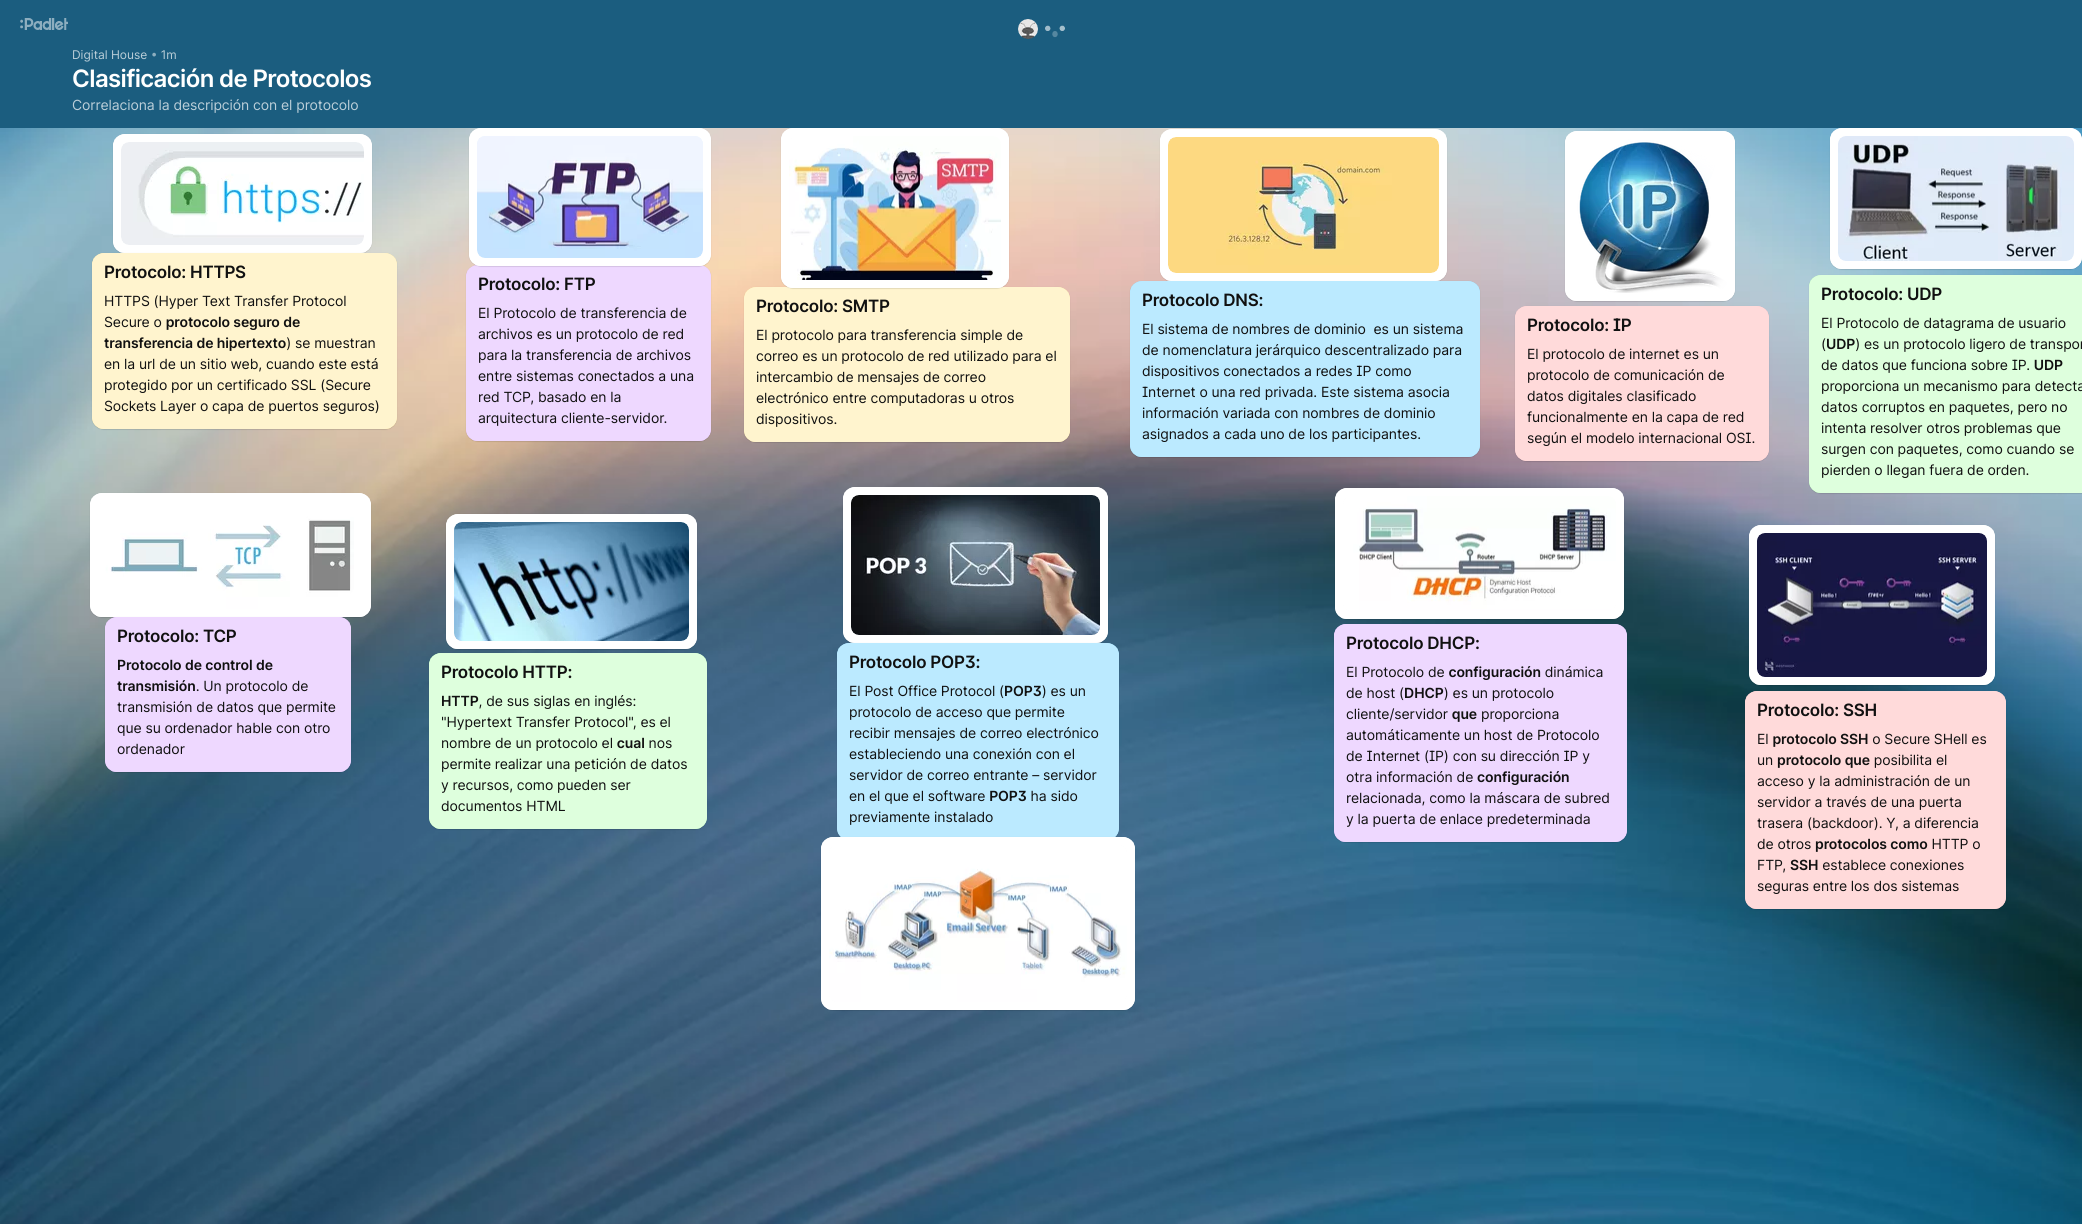 :Padlet
Digital House • 1m
Clasificación de Protocolos
Correlaciona la descripción con el protocolo
https://
Protocolo: HTTPS
HTTPS (Hyper Text Transfer Protocol
Secure o protocolo seguro de
transferencia de hipertexto) se muestran
en la url de un sitio web, cuando este está
protegido por un certificado SSL (Secure
Sockets Layer o capa de puertos seguros)
FTP
Protocolo: FTP
El Protocolo de transferencia de
archivos es un protocolo de red
para la transferencia de archivos
entre sistemas conectados a una
red TCP, basado en la
arquitectura cliente-servidor.
SMTP
Protocolo: SMTP
El protocolo para transferencia simple de
correo es un protocolo de red utilizado para el
intercambio de mensajes de correo
electrónico entre computadoras u otros
dispositivos.
domain.com
216.3.128.12
Protocolo DNS:
El sistema de nombres de dominio  es un sistema
de nomenclatura jerárquico descentralizado para
dispositivos conectados a redes IP como
Internet o una red privada. Este sistema asocia
información variada con nombres de dominio
asignados a cada uno de los participantes.
IP
Protocolo: IP
El protocolo de internet es un
protocolo de comunicación de
datos digitales clasificado
funcionalmente en la capa de red
según el modelo internacional OSI.
UDP
Request
Response
Response
Client
Server
Protocolo: UDP
El Protocolo de datagrama de usuario
(UDP) es un protocolo ligero de transpor
de datos que funciona sobre IP. UDP
proporciona un mecanismo para detecta
datos corruptos en paquetes, pero no
intenta resolver otros problemas que
surgen con paquetes, como cuando se
pierden o llegan fuera de orden.
TCP
Protocolo: TCP
Protocolo de control de
transmisión. Un protocolo de
transmisión de datos que permite
que su ordenador hable con otro
ordenador
http://www
Protocolo HTTP:
HTTP, de sus siglas en inglés:
"Hypertext Transfer Protocol", es el
nombre de un protocolo el cual nos
permite realizar una petición de datos
y recursos, como pueden ser
documentos HTML
POP 3
Protocolo POP3:
El Post Office Protocol (POP3) es un
protocolo de acceso que permite
recibir mensajes de correo electrónico
estableciendo una conexión con el
servidor de correo entrante – servidor
en el que el software POP3 ha sido
previamente instalado
IMAP
IMAP
IMAP
IMAP
Email Server
SmartPhone
Desktop PC
Tablet
Desktop PC
DHCP Client
Router
DHCP Server
DHCP
Dynamic Host
Configuration Protocol
Protocolo DHCP:
El Protocolo de configuración dinámica
de host (DHCP) es un protocolo
cliente/servidor que proporciona
automáticamente un host de Protocolo
de Internet (IP) con su dirección IP y
otra información de configuración
relacionada, como la máscara de subred
y la puerta de enlace predeterminada
SSH CLIENT
SSH SERVER
Hello !
Hello !
Protocolo: SSH
El protocolo SSH o Secure SHell es
un protocolo que posibilita el
acceso y la administración de un
servidor a través de una puerta
trasera (backdoor). Y, a diferencia
de otros protocolos como HTTP o
FTP, SSH establece conexiones
seguras entre los dos sistemas